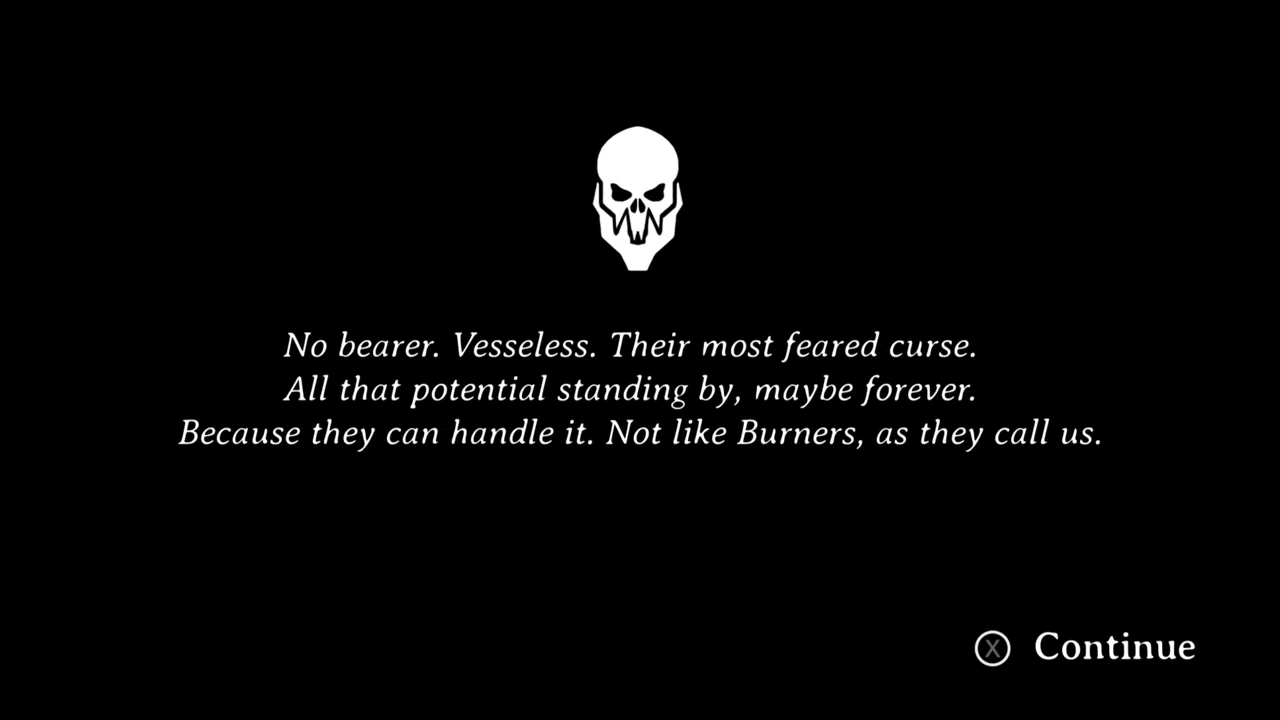 No bearer. Vesseless. Their most feared curse.
All that potential standing by, maybe forever.
Because they can handle it. Not like Burners, as they call us.
X Continue